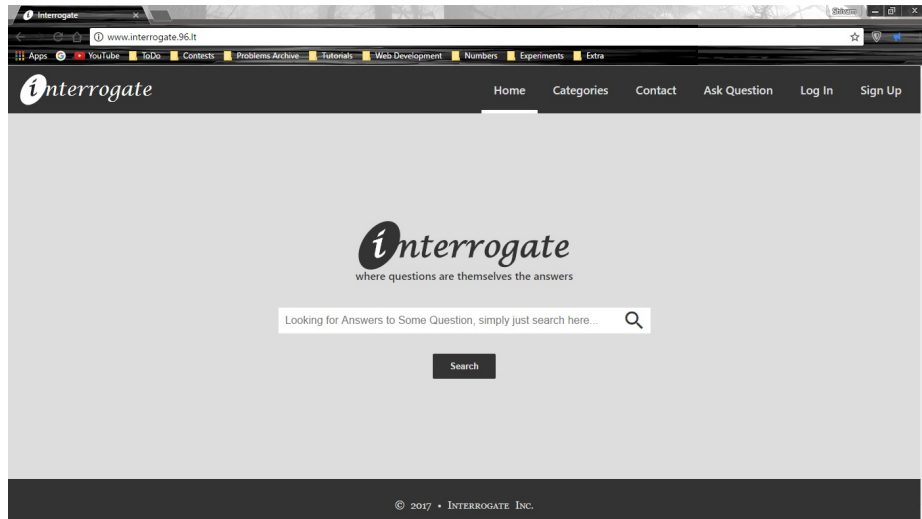 Interrogate
Shivam
www.interrogate.96.lt
Apps YouTube ToDo Contests Problems Archive Tutorials Web Development Numbers Experiments Extra
interrogate Home Categories Contact Ask Question Log In Sign Up
interrogate
where questions are themselves the answers
Looking for Answers to Some Question, simply just search here...
Search
© 2017 • Interrogate Inc.